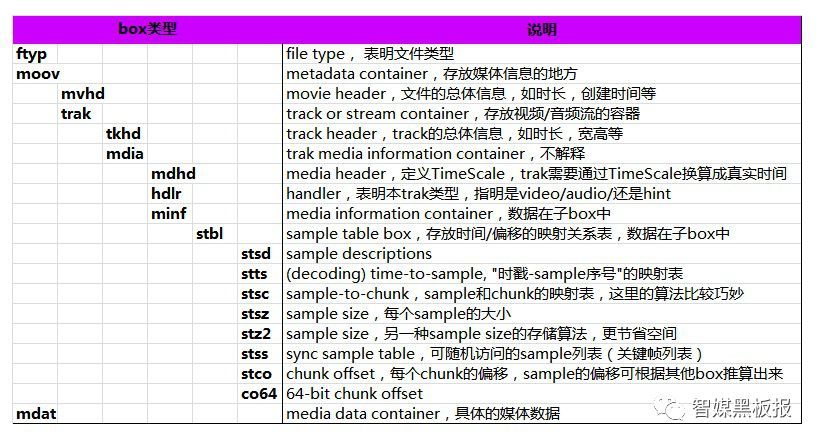 box类型 说明
ftyp file type， 表明文件类型
moov metadata container，存放媒体信息的地方
mvhd movie header，文件的总体信息，如时长，创建时间等
trak track or stream container，存放视频/音频流的容器
tkhd track header，track的总体信息，如时长，宽高等
mdia trak media information container，不解释
mdhd media header，定义TimeScale，trak需要通过TimeScale换算成真实时间
hdlr handler，表明本trak类型，指明是video/audio/还是hint
minf media information container，数据在子box中
stbl sample table box，存放时间/偏移的映射关系表，数据在子box中
stsd sample descriptions
stts (decoding) time-to-sample, "时戳-sample序号"的映射表
stsc sample-to-chunk，sample和chunk的映射表，这里的算法比较巧妙
stsz sample size，每个sample的大小
stz2 sample size，另一种sample size的存储算法，更节省空间
stss sync sample table，可随机访问的sample列表（关键帧列表）
stco chunk offset，每个chunk的偏移，sample的偏移可根据其他box推算出来
co64 64-bit chunk offset
mdat media data container，具体的媒体数据
智媒黑板报